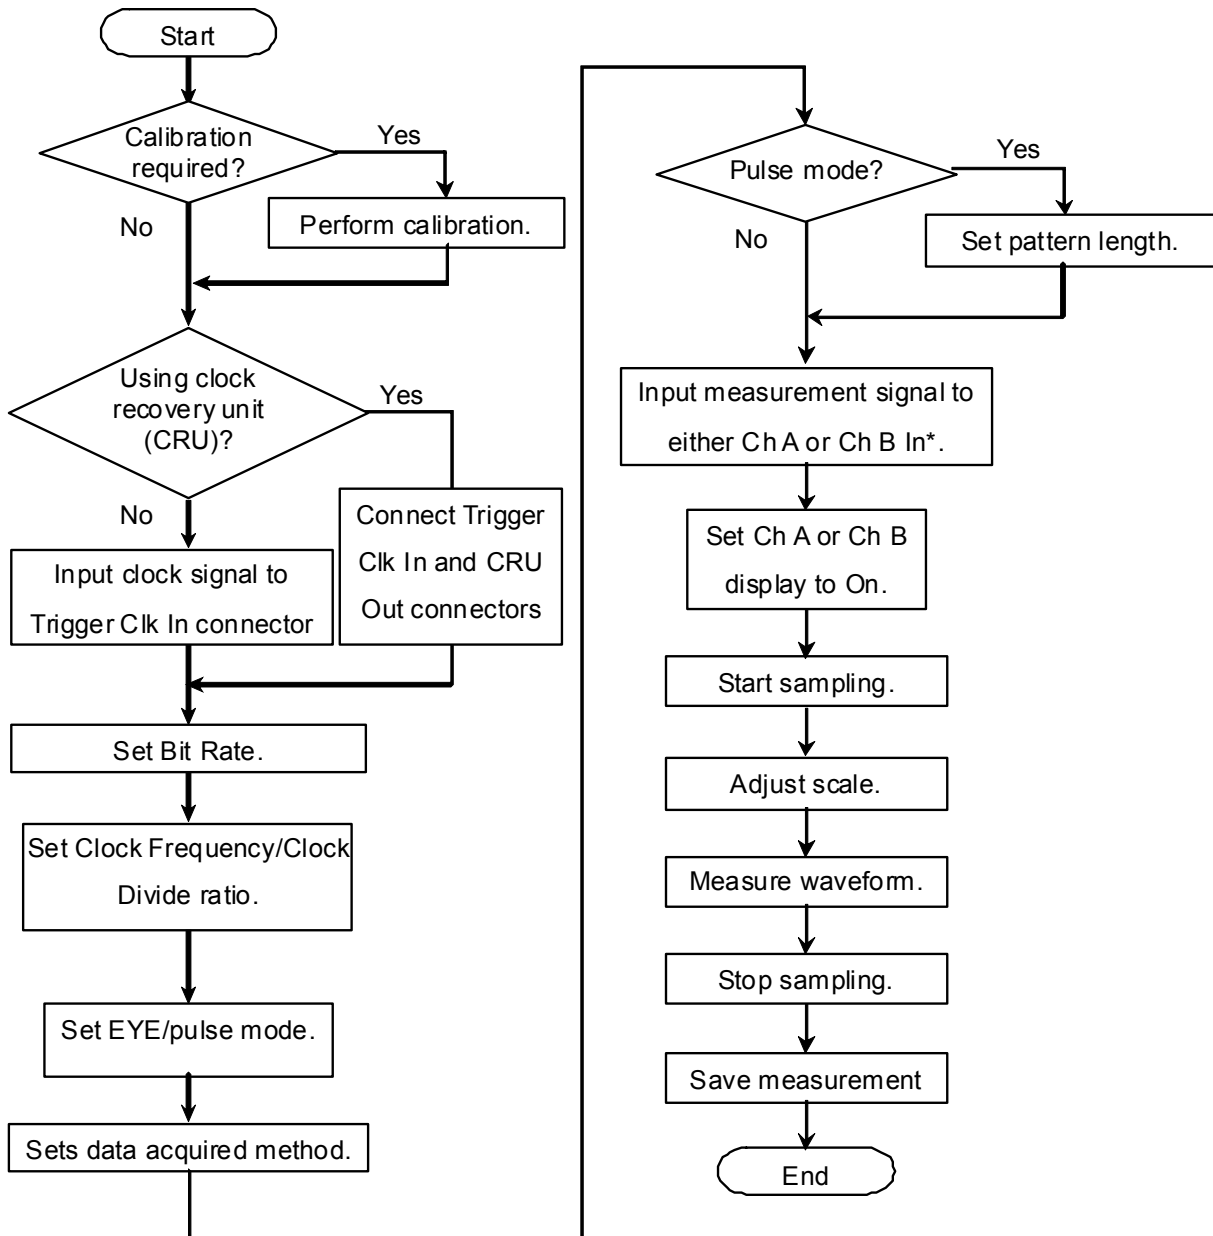 Start
Calibration
required?
Yes
Perform calibration.
No
Using clock
recovery unit
(CRU)?
Yes
No
Connect Trigger
Clk In and CRU
Out connectors
Input clock signal to
Trigger Clk In connector
Set Bit Rate.
Set Clock Frequency/Clock
Divide ratio.
Set EYE/pulse mode.
Sets data acquired method.
Pulse mode?
Yes
Set pattern length.
No
Input measurement signal to
either Ch A or Ch B In*.
Set Ch A or Ch B
display to On.
Start sampling.
Adjust scale.
Measure waveform.
Stop sampling.
Save measurement
End